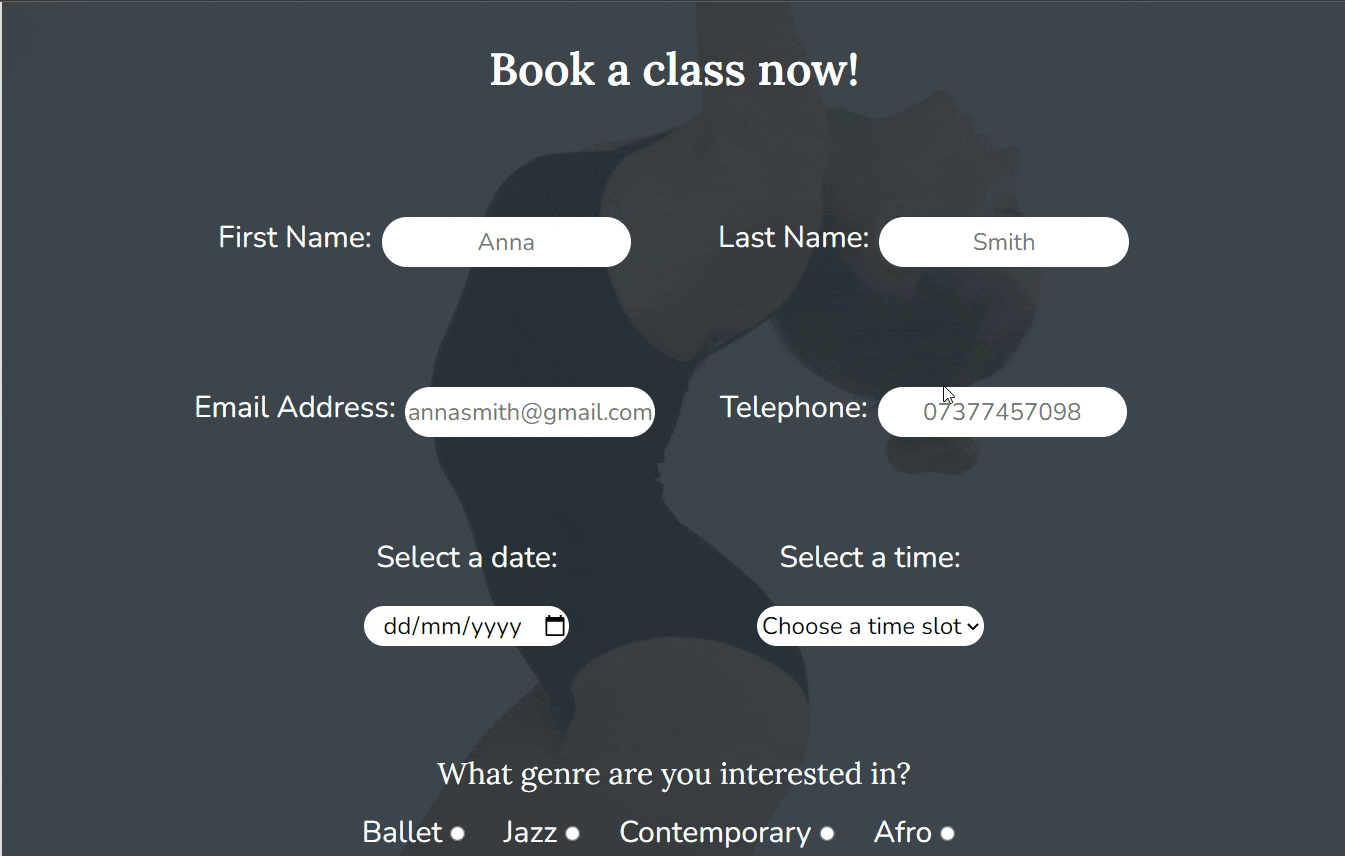 Book a class now!
First Name: Anna Last Name: Smith
Email Address: annasmith@gmail.com Telephone: 07377457098
Select a date: Select a time:
dd/mm/yyyy Choose a time slot
What genre are you interested in?
Ballet Jazz Contemporary Afro